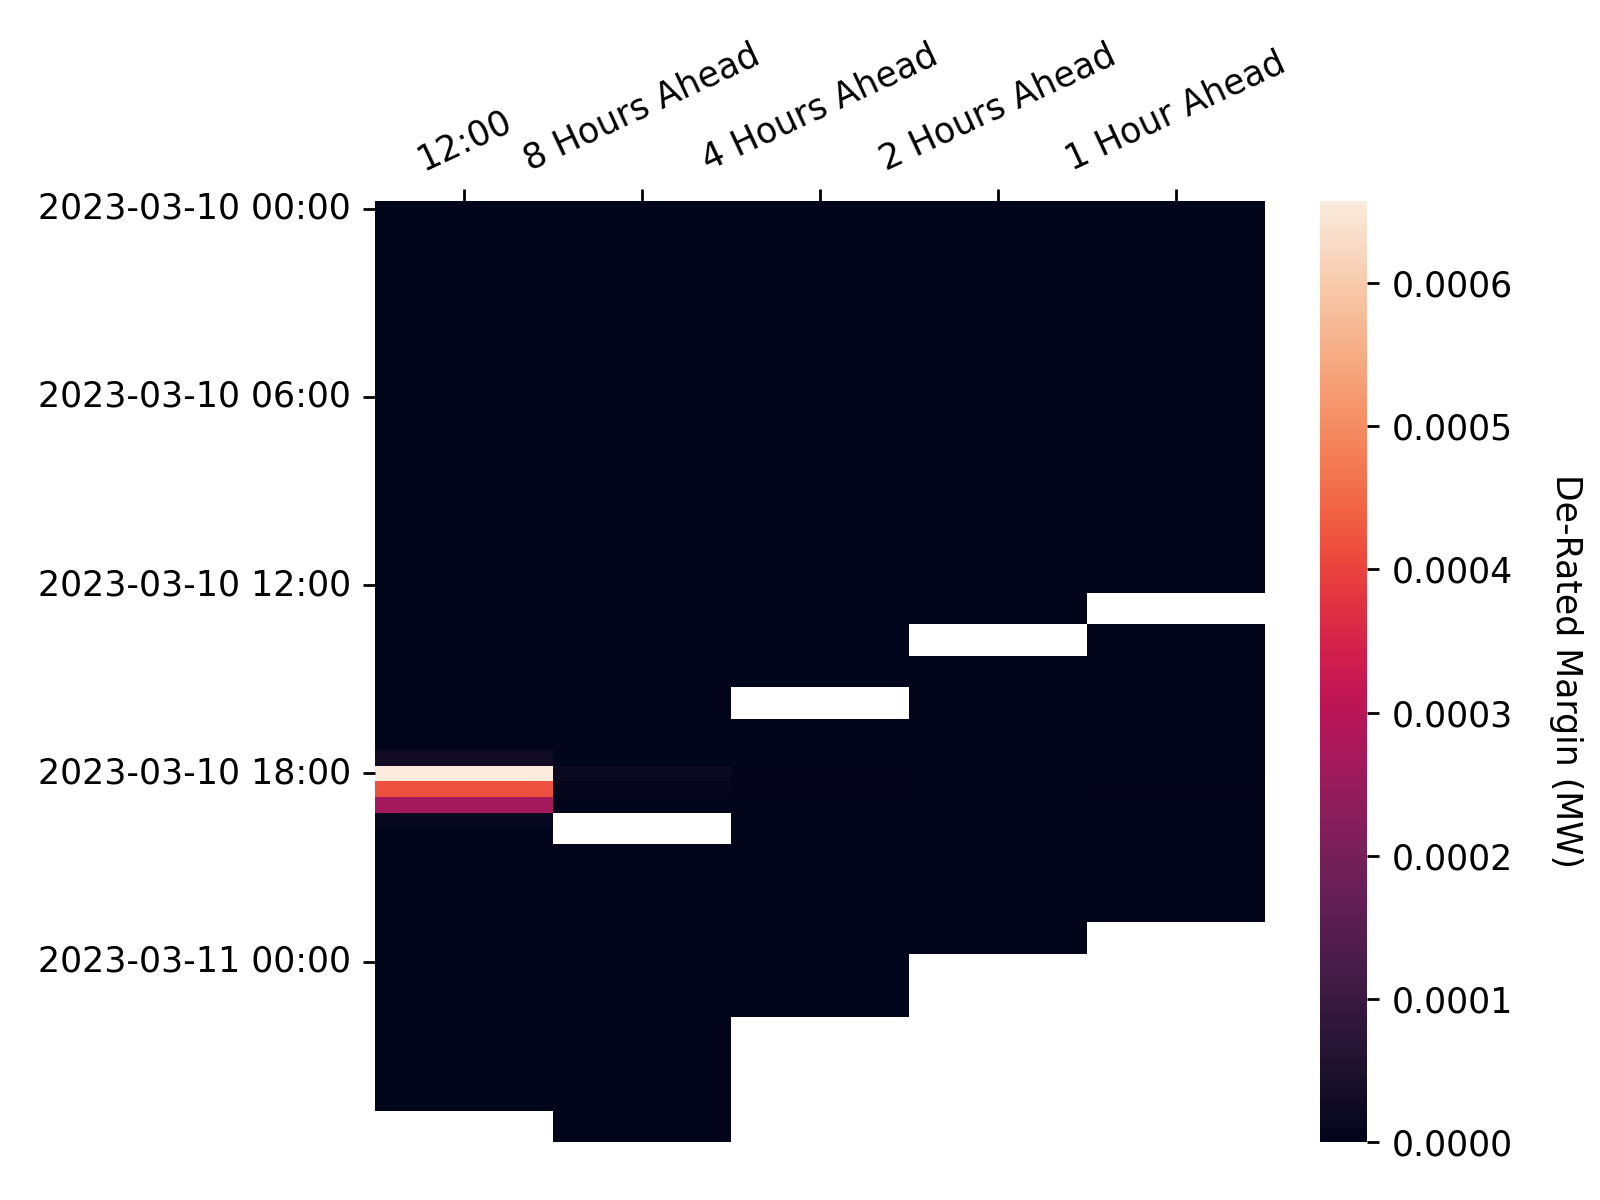 12:00
8 Hours Ahead
4 Hours Ahead
2 Hours Ahead
1 Hour Ahead
2023-03-10 00:00
2023-03-10 06:00
2023-03-10 12:00
2023-03-10 18:00
2023-03-11 00:00
0.0006
0.0005
0.0004
0.0003
0.0002
0.0001
0.0000
De-Rated Margin (MW)